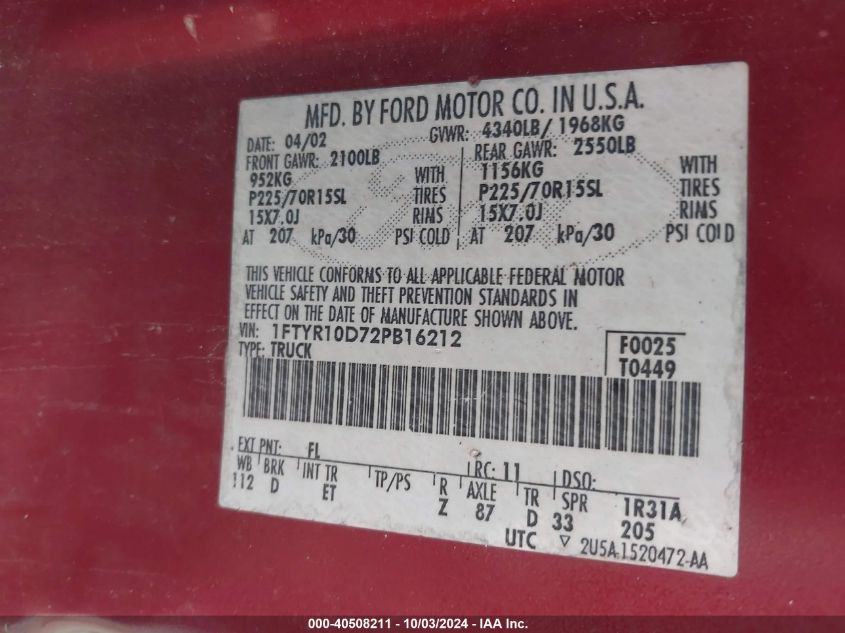 MFD. BY FORD MOTOR CO. IN U.S.A.
DATE: 04/02 GVWR: 4340LB/ 1968KG
FRONT GAWR: 2100LB REAR GAWR: 2550LB
952KG WITH 1156KG WITH
P225/70R15SL TIRES P225/70R15SL TIRES
15X7.0J RIMS 15X7.0J RIMS
AT 207 kPa/30 PSI COLD AT 207 kPa/30 PSI COLD
THIS VEHICLE CONFORMS TO ALL APPLICABLE FEDERAL MOTOR
VEHICLE SAFETY AND THEFT PREVENTION STANDARDS IN
EFFECT ON THE DATE OF MANUFACTURE SHOWN ABOVE.
VIN: 1FTYR10D72PB16212 F0025
TYPE: TRUCK T0449
EXT PNT: FL RC: 11 DSO:
WB BRK INT TR TP/PS R AXLE TR SPR 1R31A
112 D ET Z 87 D 33 205
UTC ▽ 2U5A-1520472-AA
000-40508211 - 10/03/2024 - IAA Inc.